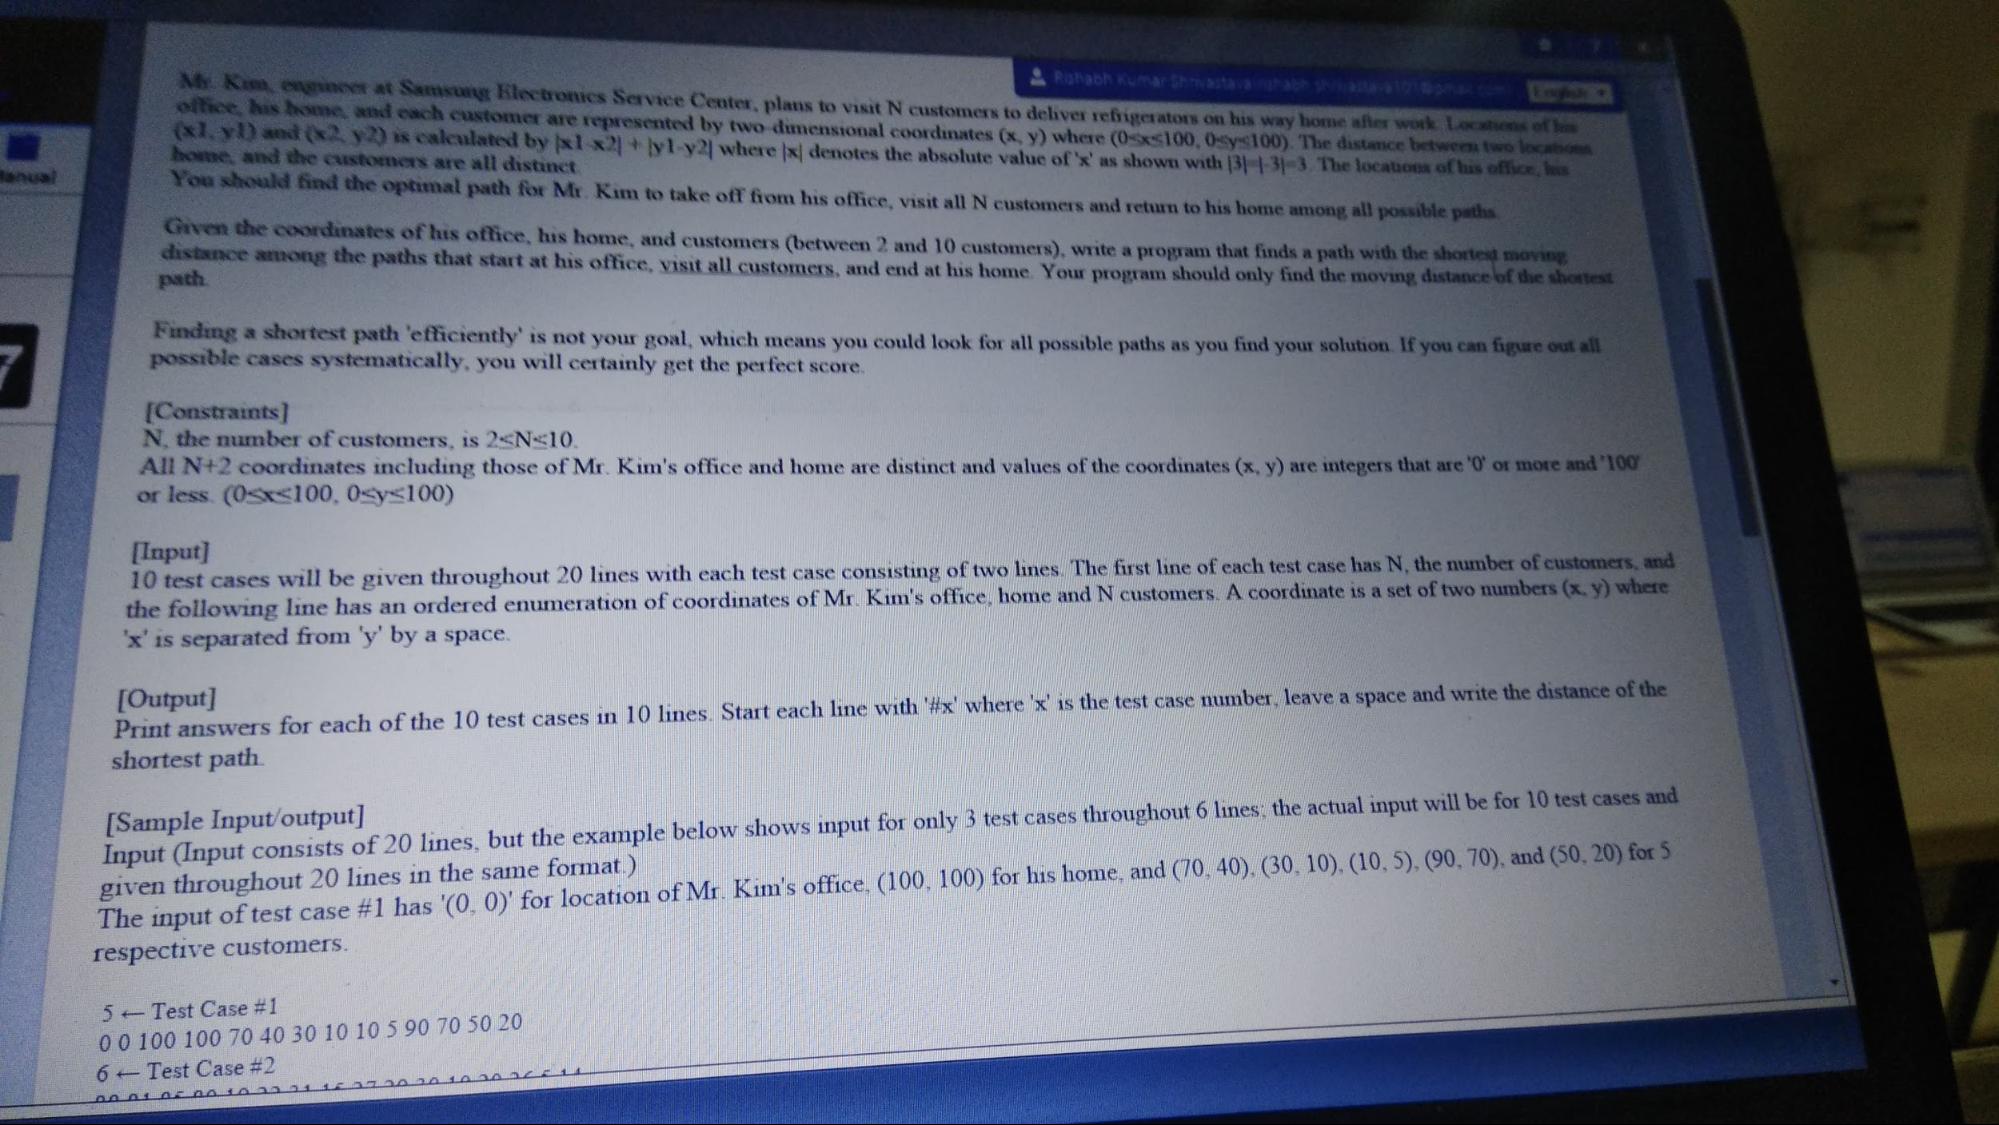 Rishabh Kumar Shrivastava
English
Manual
Mr. Kim, engineer at Samsung Electronics Service Center, plans to visit N customers to deliver refrigerators on his way home after work. Locations of his
office, his home, and each customer are represented by two-dimensional coordinates (x, y) where (0≤x≤100, 0≤y≤100). The distance between two locations
(x1, y1) and (x2, y2) is calculated by |x1-x2| + |y1-y2| where |x| denotes the absolute value of 'x' as shown with |3|=|-3|=3. The locations of his office, his
home, and the customers are all distinct.
You should find the optimal path for Mr. Kim to take off from his office, visit all N customers and return to his home among all possible paths.
Given the coordinates of his office, his home, and customers (between 2 and 10 customers), write a program that finds a path with the shortest moving
distance among the paths that start at his office, visit all customers, and end at his home. Your program should only find the moving distance of the shortest
path.
Finding a shortest path 'efficiently' is not your goal, which means you could look for all possible paths as you find your solution. If you can figure out all
possible cases systematically, you will certainly get the perfect score.
[Constraints]
N, the number of customers, is 2≤N≤10.
All N+2 coordinates including those of Mr. Kim's office and home are distinct and values of the coordinates (x, y) are integers that are '0' or more and '100'
or less. (0≤x≤100, 0≤y≤100)
7
[Input]
10 test cases will be given throughout 20 lines with each test case consisting of two lines. The first line of each test case has N, the number of customers, and
the following line has an ordered enumeration of coordinates of Mr. Kim's office, home and N customers. A coordinate is a set of two numbers (x, y) where
'x' is separated from 'y' by a space.
[Output]
Print answers for each of the 10 test cases in 10 lines. Start each line with '#x' where 'x' is the test case number, leave a space and write the distance of the
shortest path.
[Sample Input/output]
Input (Input consists of 20 lines, but the example below shows input for only 3 test cases throughout 6 lines; the actual input will be for 10 test cases and
given throughout 20 lines in the same format.)
The input of test case #1 has '(0, 0)' for location of Mr. Kim's office, (100, 100) for his home, and (70, 40), (30, 10), (10, 5), (90, 70), and (50, 20) for 5
respective customers.
5 ← Test Case #1
0 0 100 100 70 40 30 10 10 5 90 70 50 20
6 ← Test Case #2